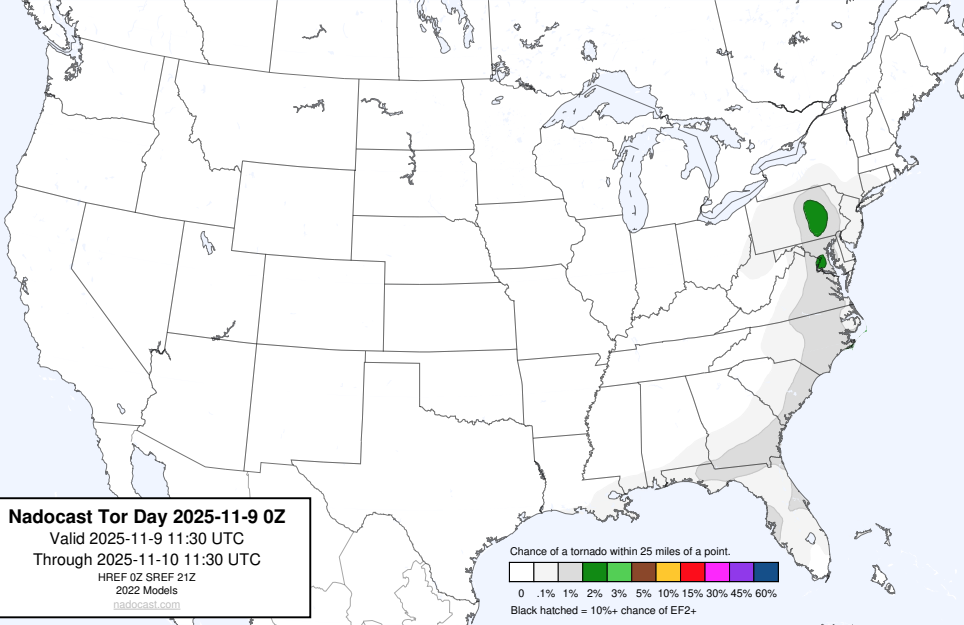 Nadocast Tor Day 2025-11-9 0Z
Valid 2025-11-9 11:30 UTC
Through 2025-11-10 11:30 UTC
HREF 0Z SREF 21Z
2022 Models
nadocast.com
Chance of a tornado within 25 miles of a point.
0 .1% 1% 2% 3% 5% 10% 15% 30% 45% 60%
Black hatched = 10%+ chance of EF2+